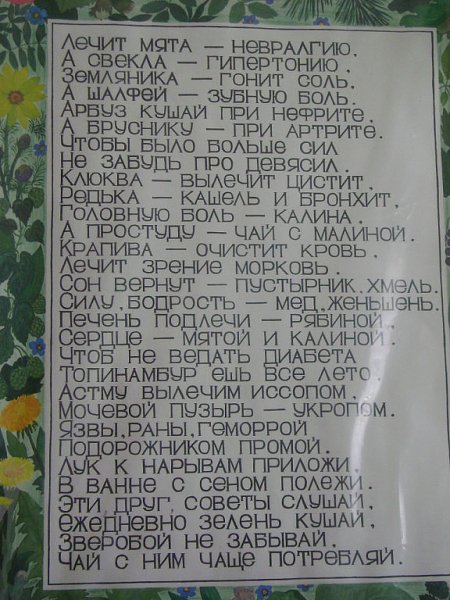 Лечит мята — невралгию,
А свекла — гипертонию,
Земляника — гонит соль,
А шалфей — зубную боль.
Арбуз кушай при нефрите,
А бруснику — при артрите.
Чтобы было больше сил
Не забудь про девясил.
Клюква — вылечит цистит,
Редька — кашель и бронхит,
Головную боль — калина,
А простуду — чай с малиной.
Крапива — очистит кровь,
Лечит зрение морковь.
Сон вернут — пустырник, хмель.
Силу, бодрость — мед, женьшень.
Печень подлечи — рябиной,
Сердце — мятой и калиной.
Чтоб не ведать диабета
Топинамбур ешь все лето.
Астму вылечим иссопом,
Мочевой пузырь — укропом.
Язвы, раны, геморрой
Подорожником промой.
Лук к нарывам приложи,
В ванне с сеном полежи.
Эти друг советы слушай,
Ежедневно зелень кушай,
Зверобой не забывай,
Чай с ним чаще потребляй.